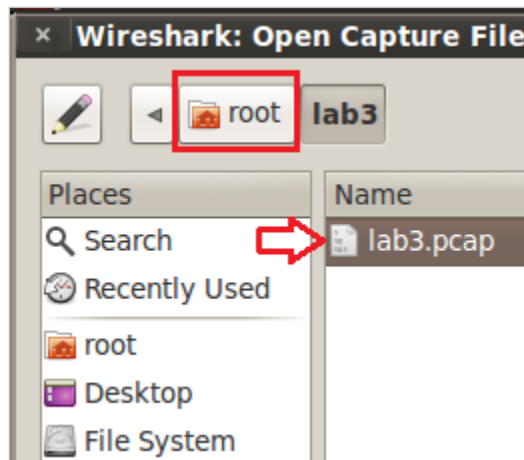 Wireshark: Open Capture File
root lab3
Places Name
Search lab3.pcap
Recently Used
root
Desktop
File System